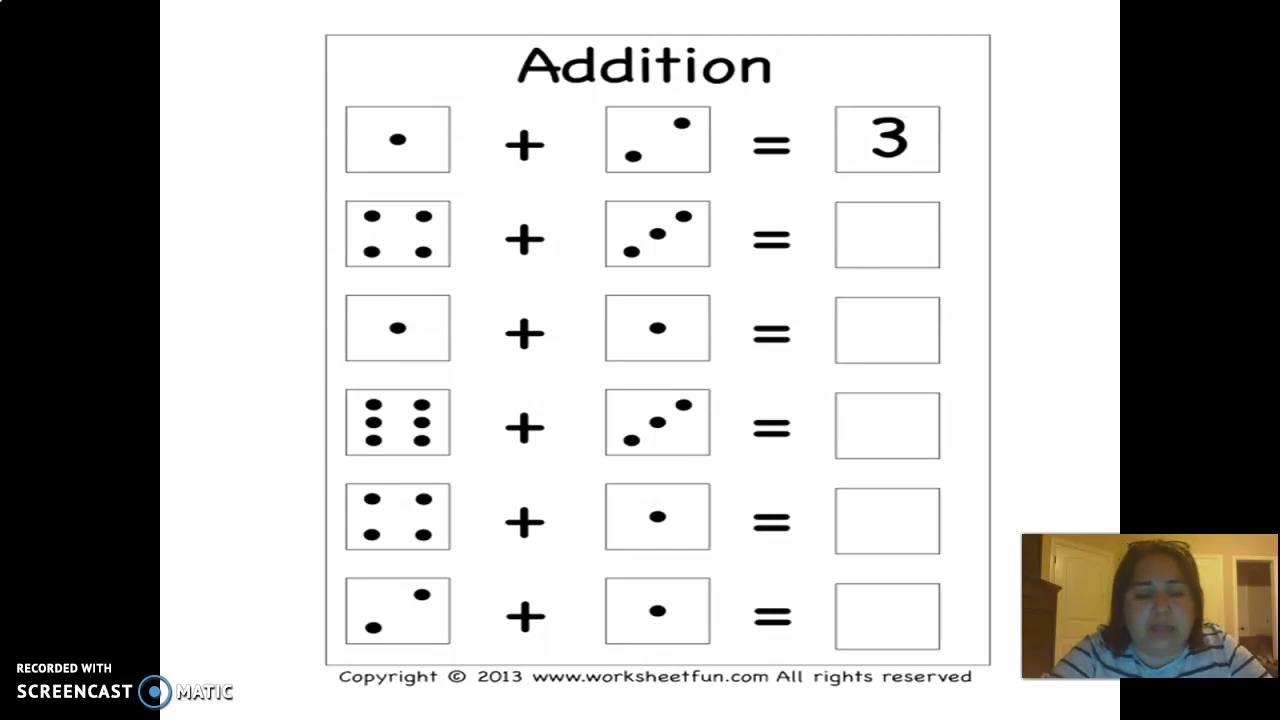 Addition
+ = 3
+ =
+ =
+ =
+ =
+ =
Copyright © 2013 www.worksheetfun.com All rights reserved
RECORDED WITH
SCREENCAST MATIC